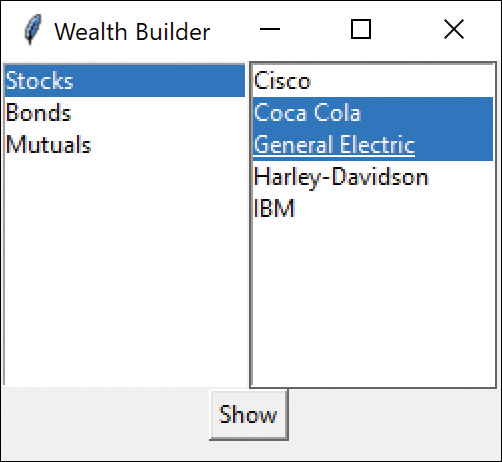 Wealth Builder
Stocks
Bonds
Mutuals
Cisco
Coca Cola
General Electric
Harley-Davidson
IBM
Show